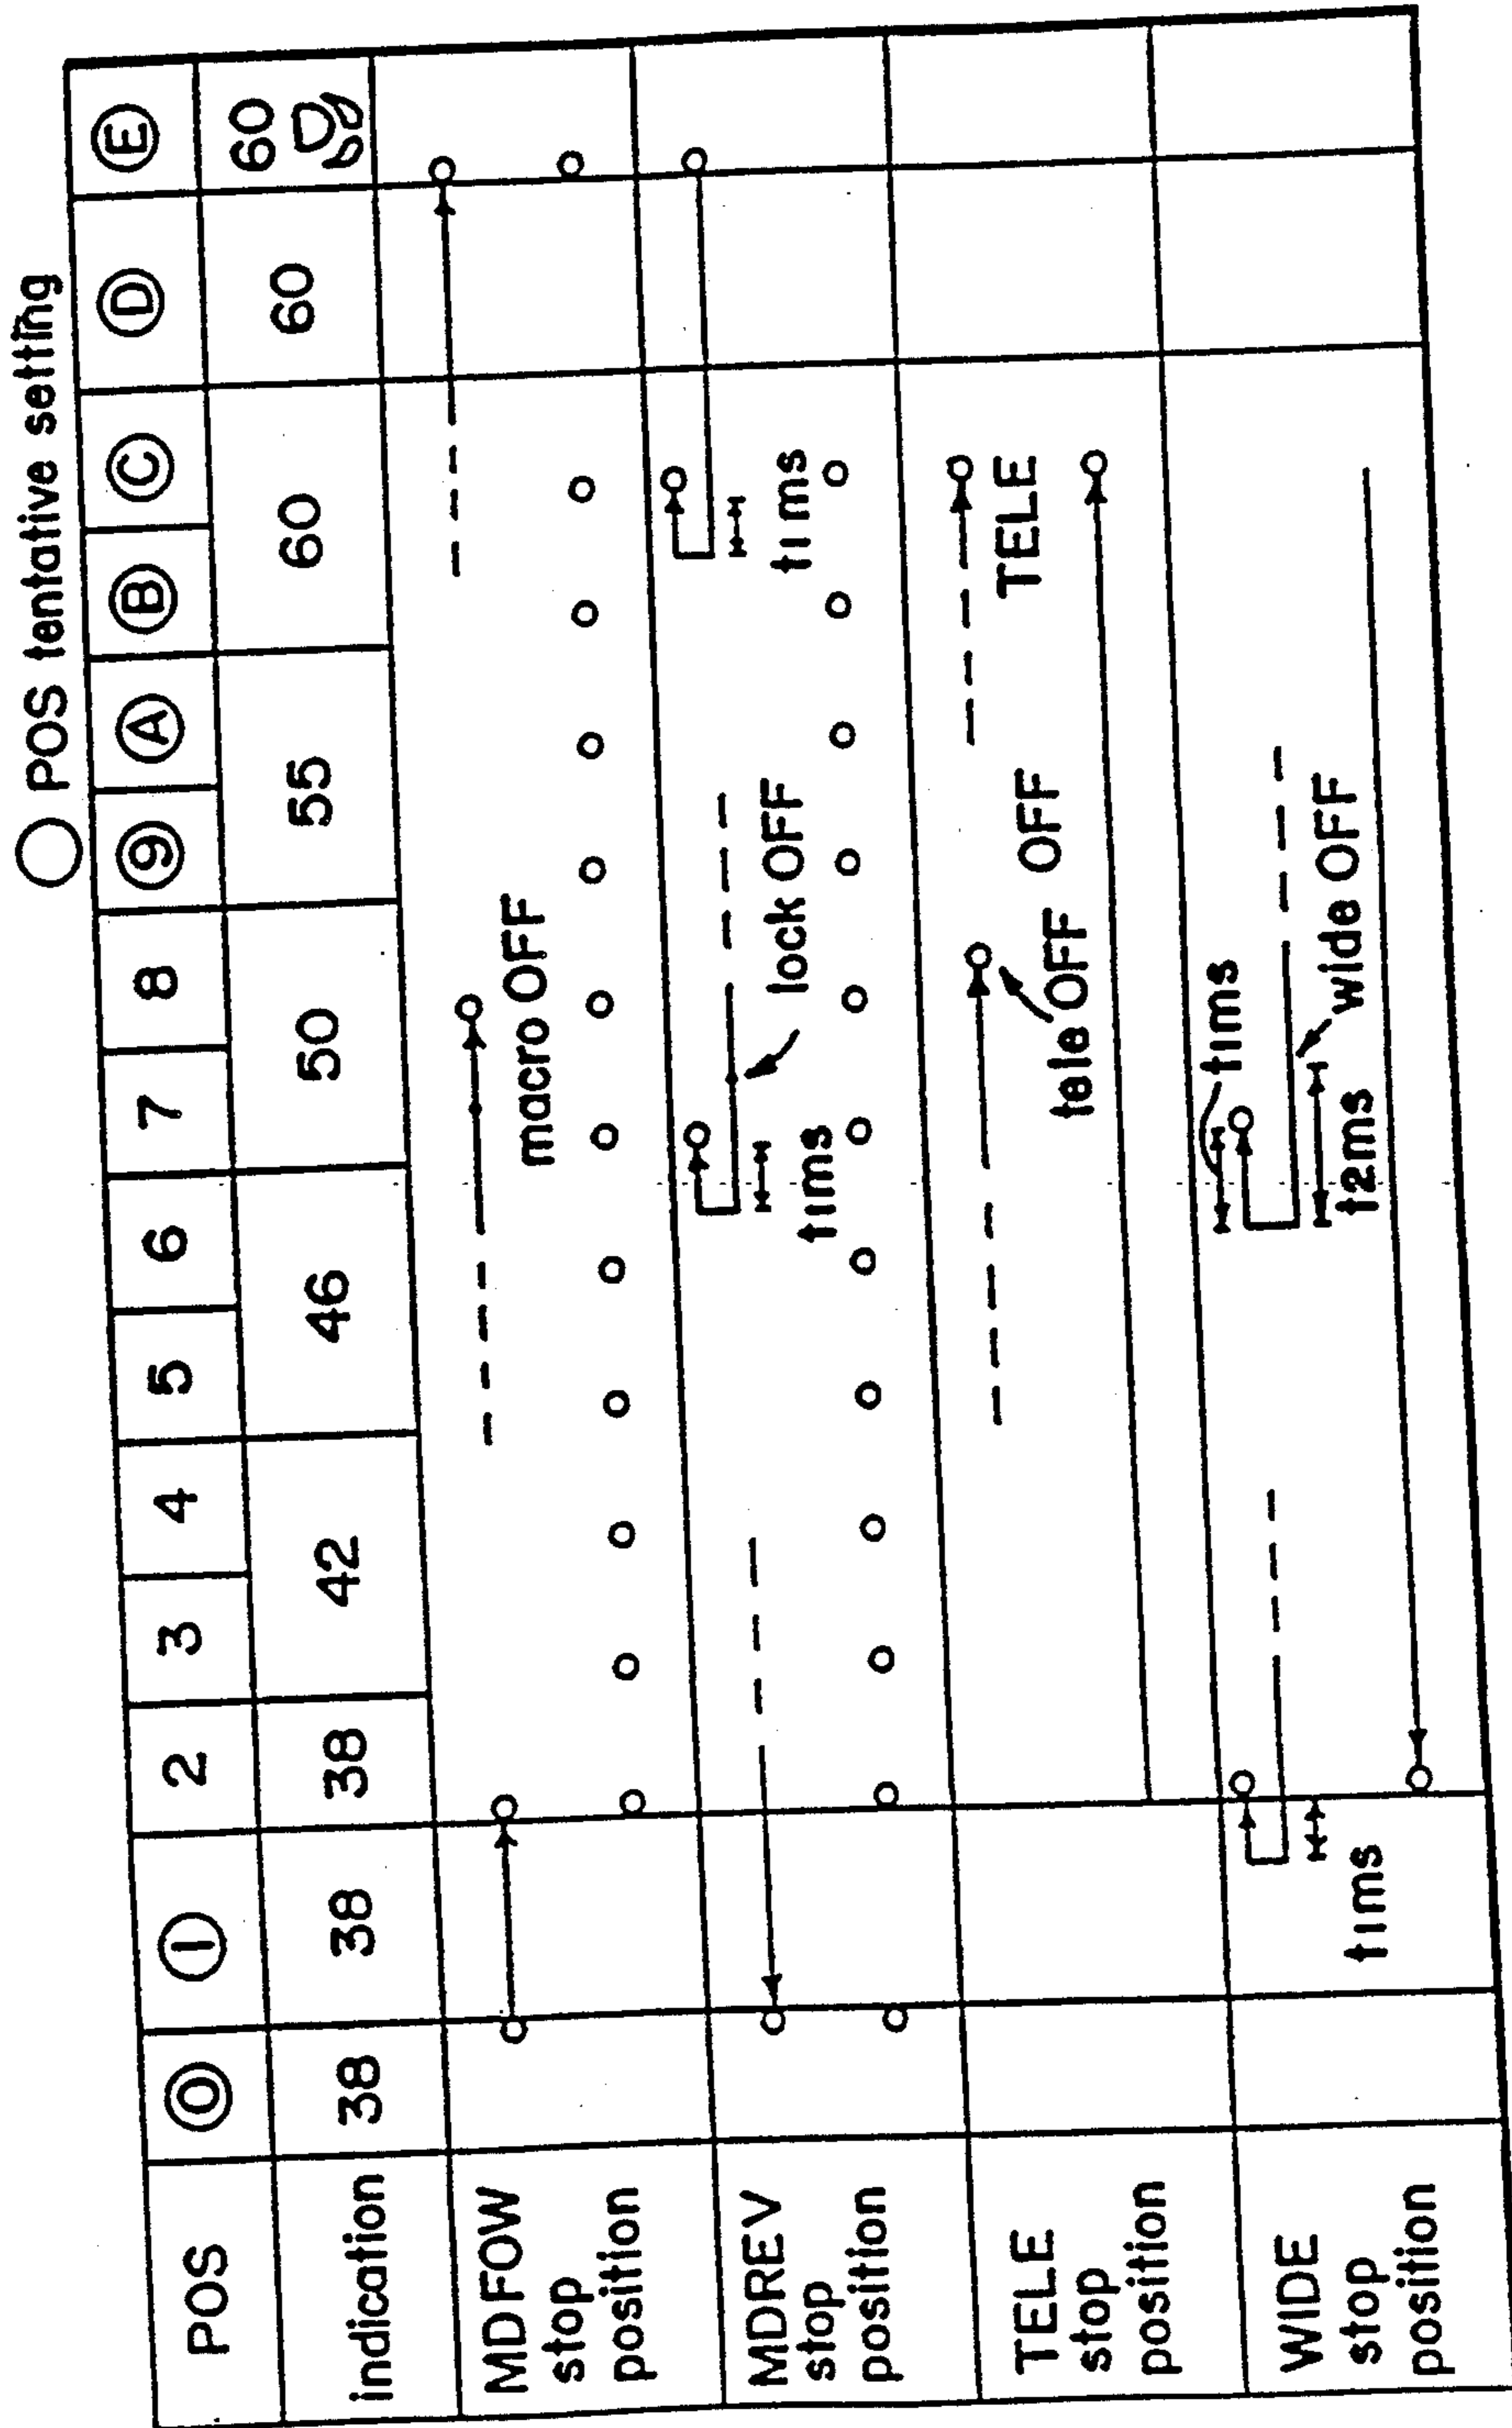 POS tentative setting
POS 0 1 2 3 4 5 6 7 8 9 A B C D E
indication 38 38 38 42 46 50 55 60 60 60
MDFOW
stop
position
macro OFF
MDREV
stop
position
t1ms
lock OFF
t1ms
TELE
stop
position
tele OFF
OFF
TELE
WIDE
stop
position
t1ms
t1ms
t2ms
wide OFF